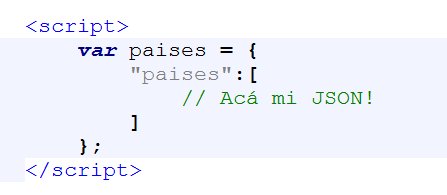 <script>
var paises = {
"paises":[
// Acá mi JSON!
]
};
</script>